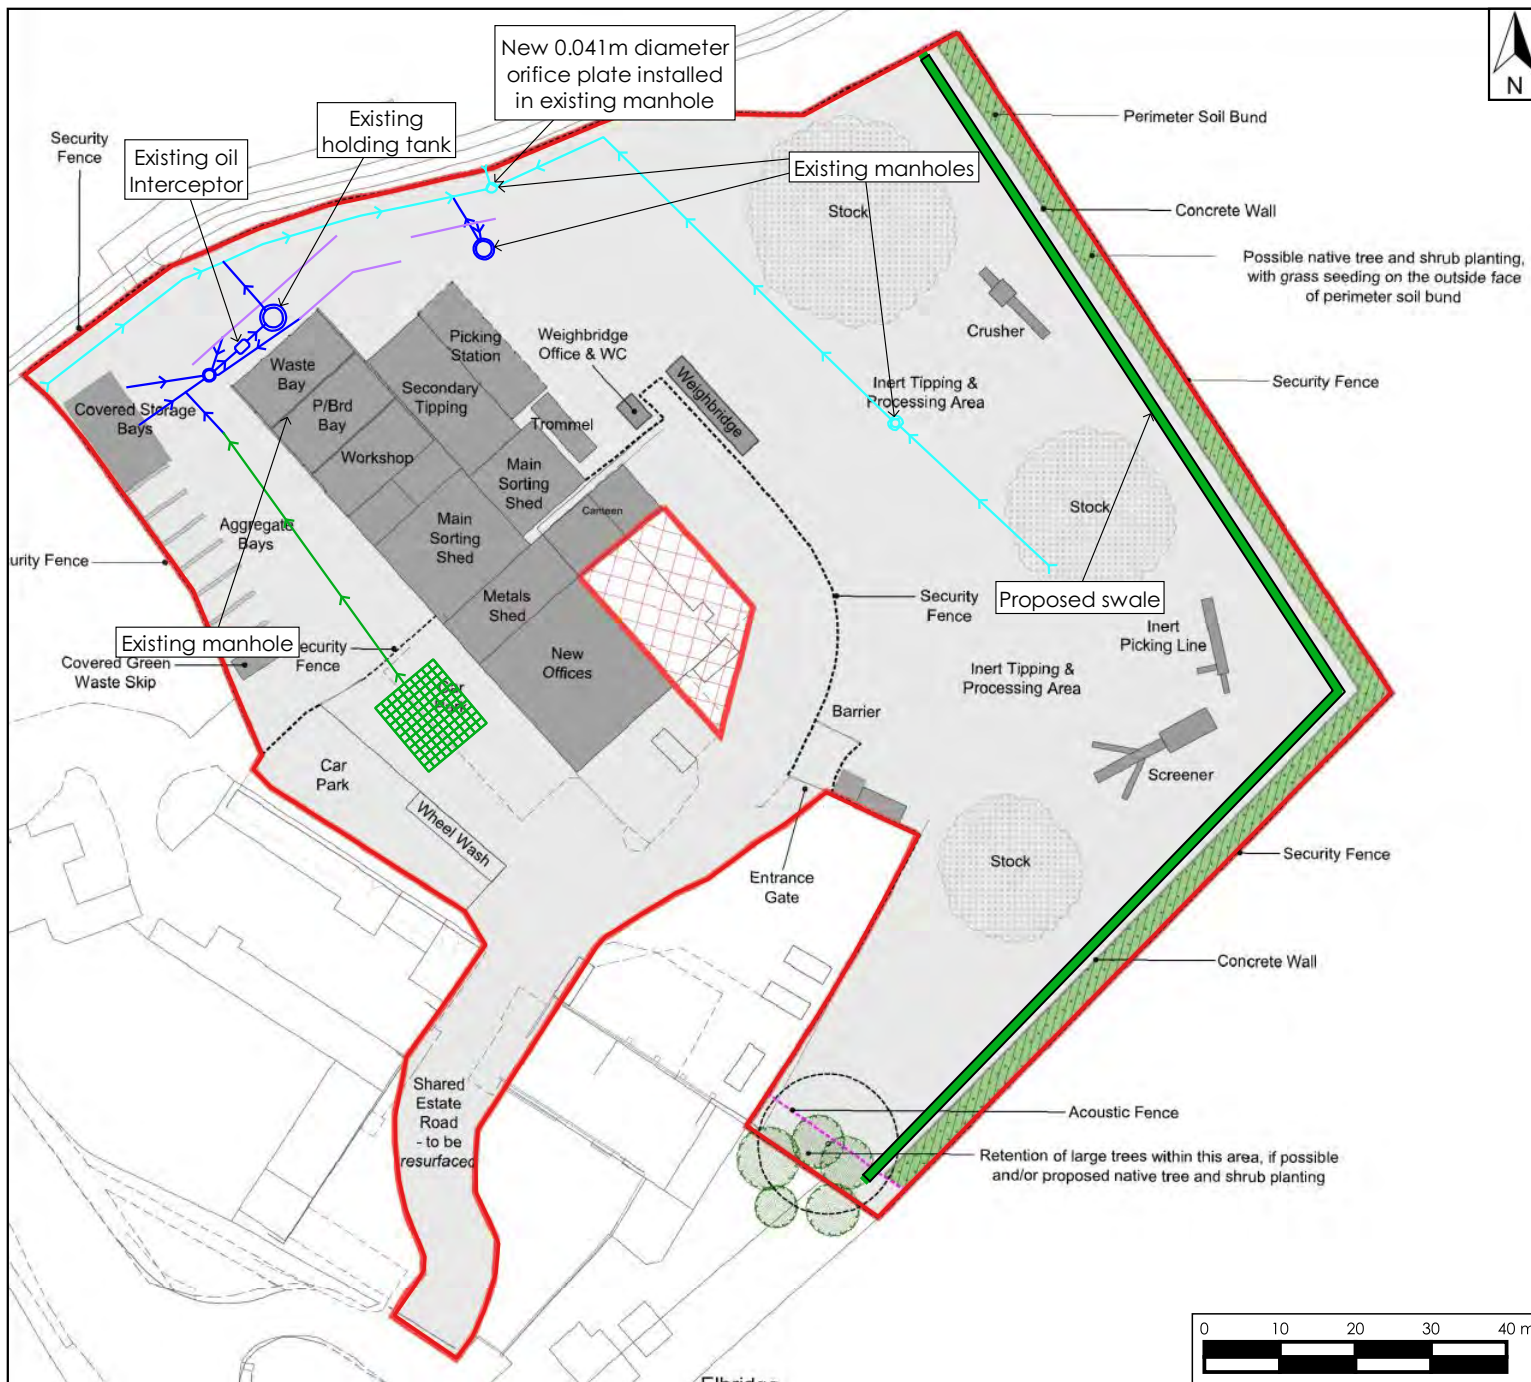 New 0.041m diameter
orifice plate installed
in existing manhole
N
Existing
holding tank
Perimeter Soil Bund
Security
Fence
Existing oil
Interceptor
Existing manholes
Stock
Concrete Wall
Possible native tree and shrub planting,
with grass seeding on the outside face
of perimeter soil bund
Crusher
Picking
Station
Weighbridge
Office & WC
Waste
Bay
Secondary
Tipping
Weighbridge
Inert Tipping &
Processing Area
Security Fence
Covered Storage
Bays
P/Brd
Bay
Trommel
Workshop
Main
Sorting
Shed
Stock
Canteen
Main
Sorting
Shed
Aggregate
Bays
urity Fence
Metals
Shed
Security
Fence
Proposed swale
Inert
Picking Line
Existing manhole
ecurity
Fence
Covered Green
Waste Skip
New
Offices
Inert Tipping &
Processing Area
Car
Park
Barrier
Car
Park
Screener
Wheel Wash
Stock
Security Fence
Entrance
Gate
Concrete Wall
Shared
Estate
Road
- to be
resurfaced
Acoustic Fence
Retention of large trees within this area, if possible
and/or proposed native tree and shrub planting
0 10 20 30 40 m